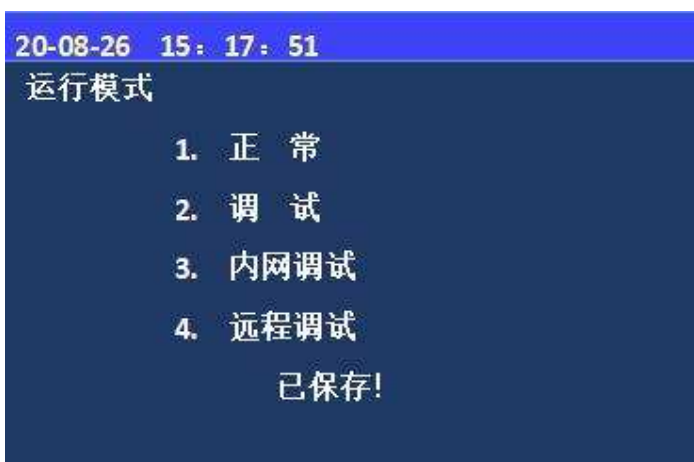 20-08-26 15：17：51
运行模式
1. 正 常
2. 调 试
3. 内网调试
4. 远程调试
已保存!